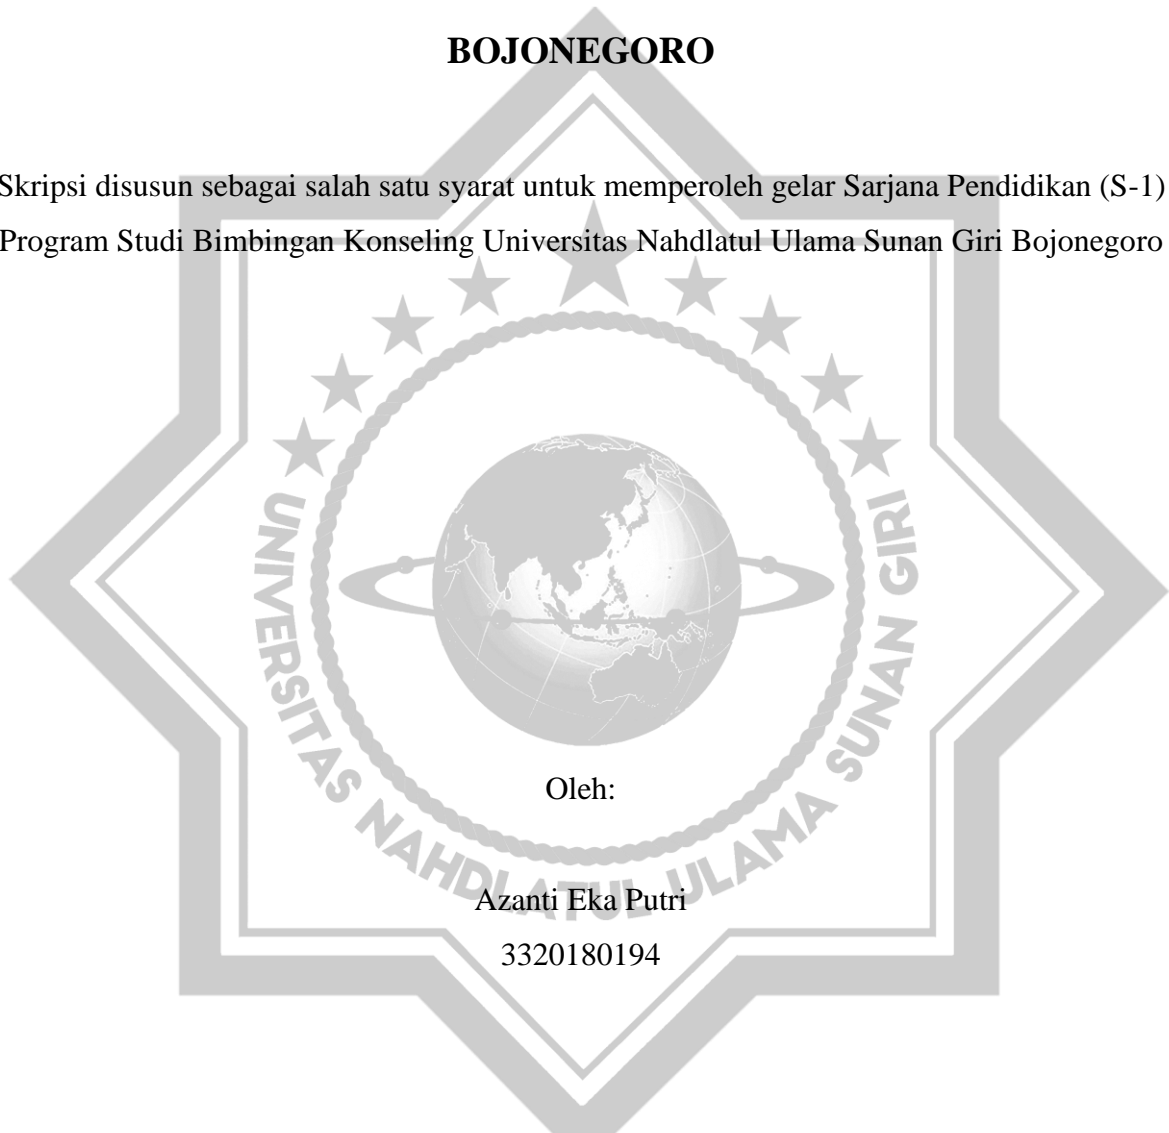 BOJONEGORO
Skripsi disusun sebagai salah satu syarat untuk memperoleh gelar Sarjana Pendidikan (S-1)
Program Studi Bimbingan Konseling Universitas Nahdlatul Ulama Sunan Giri Bojonegoro
UNIVERSITAS NAHDLATUL ULAMA SUNAN GIRI
Oleh:
Azanti Eka Putri
3320180194